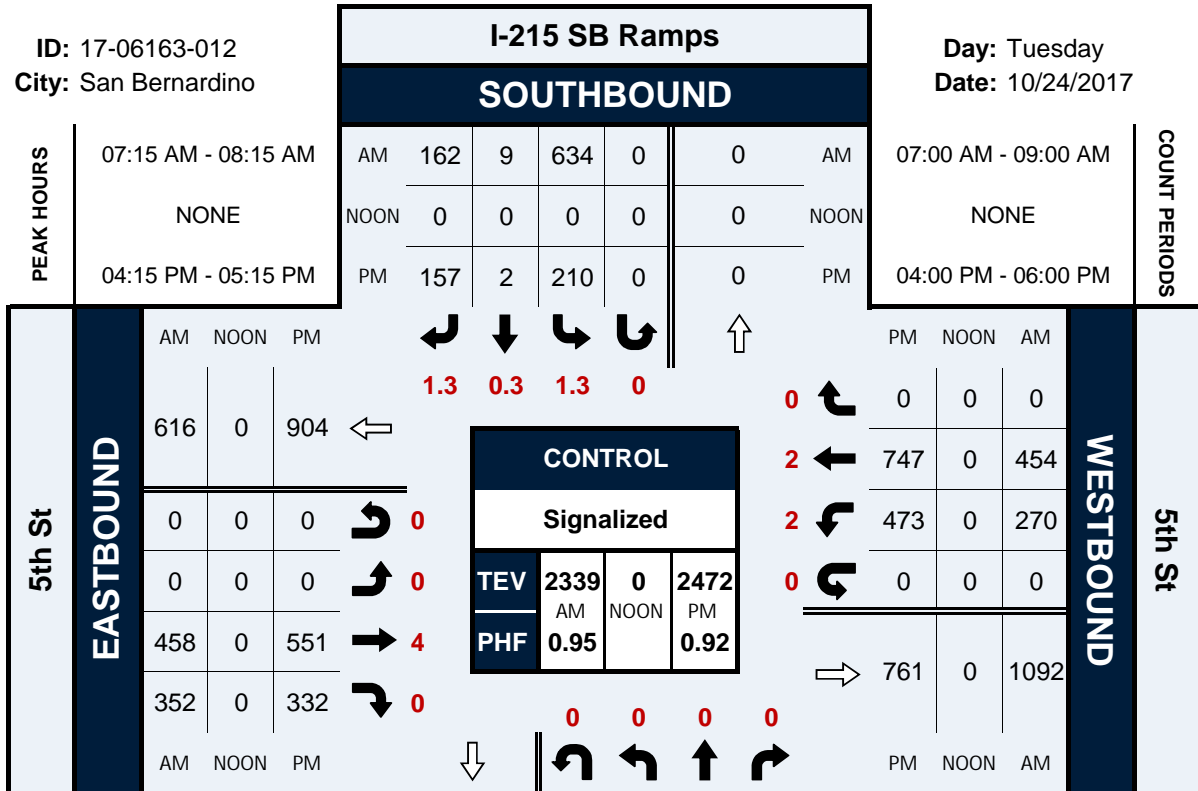 ID: 17-06163-012
City: San Bernardino
I-215 SB Ramps
SOUTHBOUND
Day: Tuesday
Date: 10/24/2017
PEAK HOURS
07:15 AM - 08:15 AM
NONE
04:15 PM - 05:15 PM
AM 162 9 634 0 0 AM
NOON 0 0 0 0 0 NOON
PM 157 2 210 0 0 PM
07:00 AM - 09:00 AM
NONE
04:00 PM - 06:00 PM
COUNT PERIODS
1.3 0.3 1.3 0
5th St
EASTBOUND
AM NOON PM
616 0 904
0 0 0 0
0 0 0 0
458 0 551 4
352 0 332 0
AM NOON PM
CONTROL
Signalized
TEV 2339 0 2472
AM NOON PM
PHF 0.95 0.92
PM NOON AM
0 0 0 0
2 747 0 454
2 473 0 270
0 0 0 0
761 0 1092
PM NOON AM
WESTBOUND
5th St
0 0 0 0